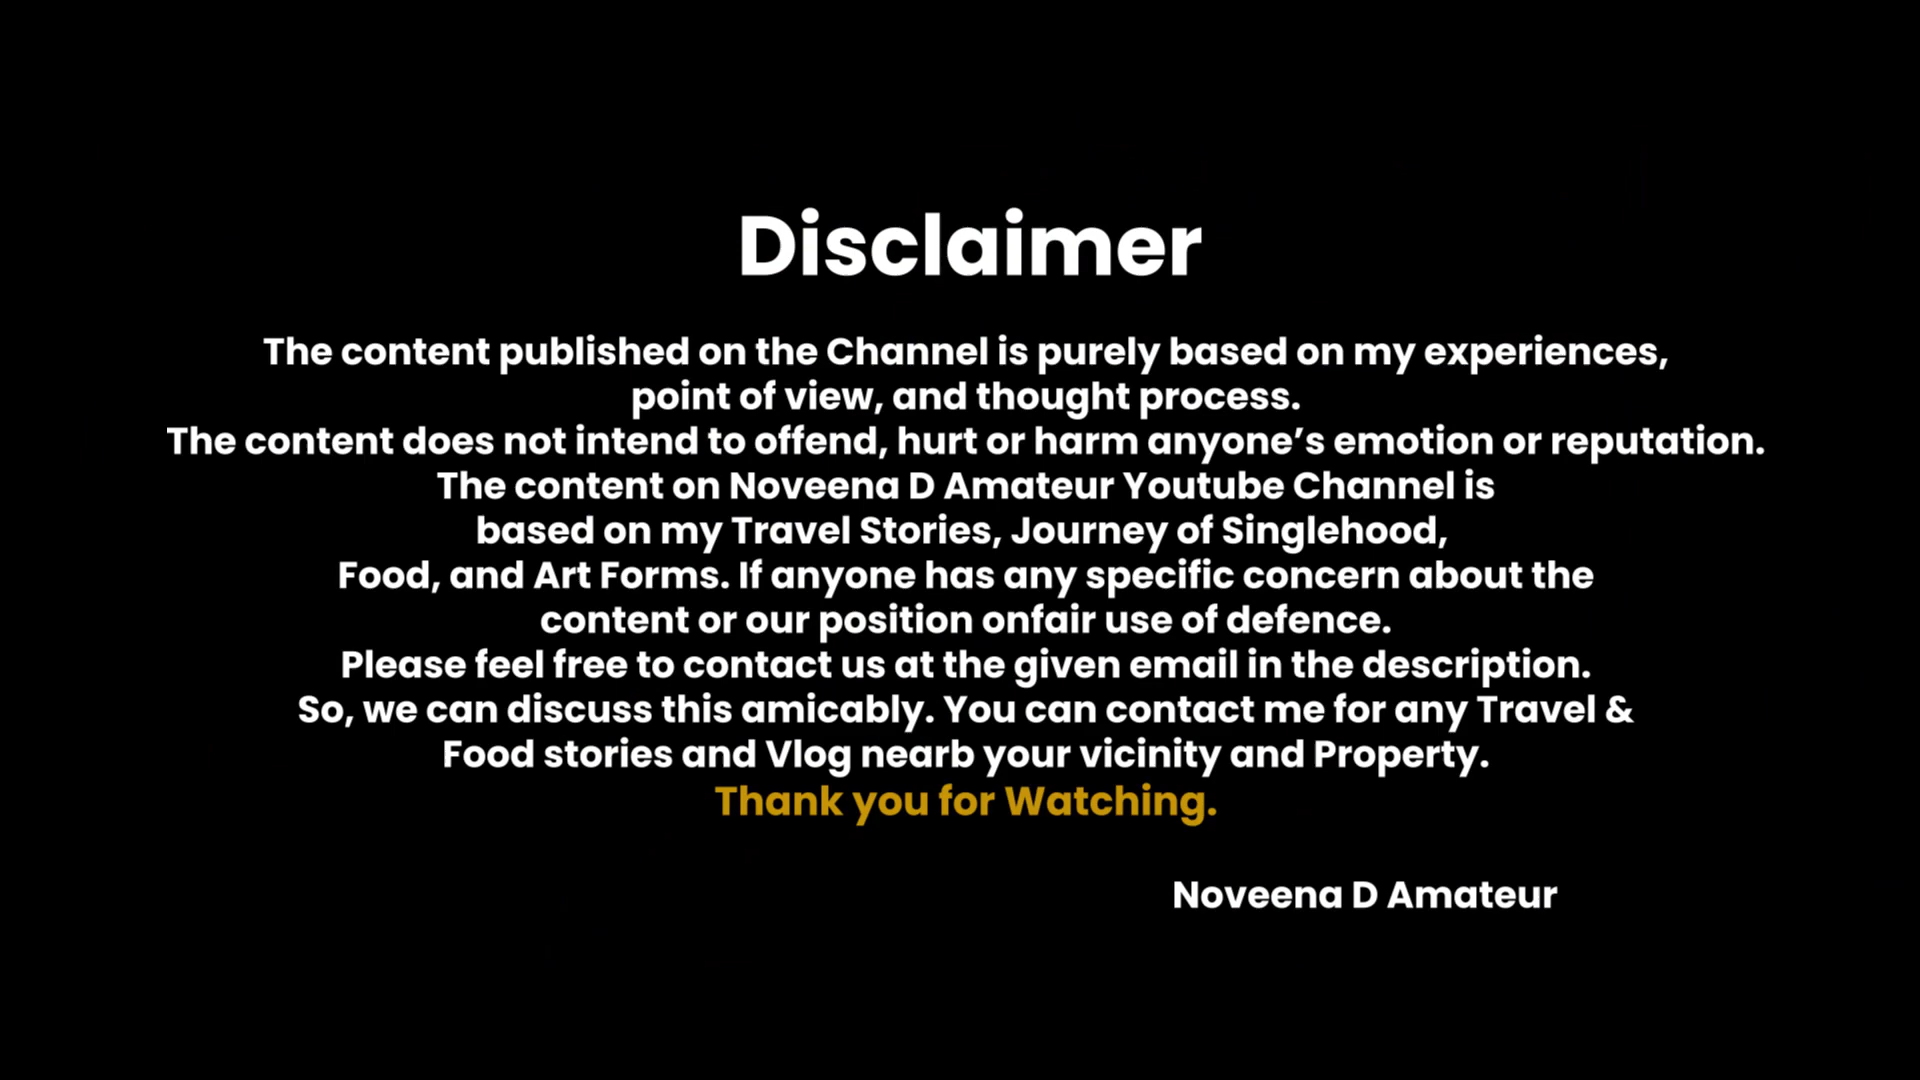 Disclaimer
The content published on the Channel is purely based on my experiences,
point of view, and thought process.
The content does not intend to offend, hurt or harm anyone’s emotion or reputation.
The content on Noveena D Amateur Youtube Channel is
based on my Travel Stories, Journey of Singlehood,
Food, and Art Forms. If anyone has any specific concern about the
content or our position onfair use of defence.
Please feel free to contact us at the given email in the description.
So, we can discuss this amicably. You can contact me for any Travel &
Food stories and Vlog nearb your vicinity and Property.
Thank you for Watching.
Noveena D Amateur